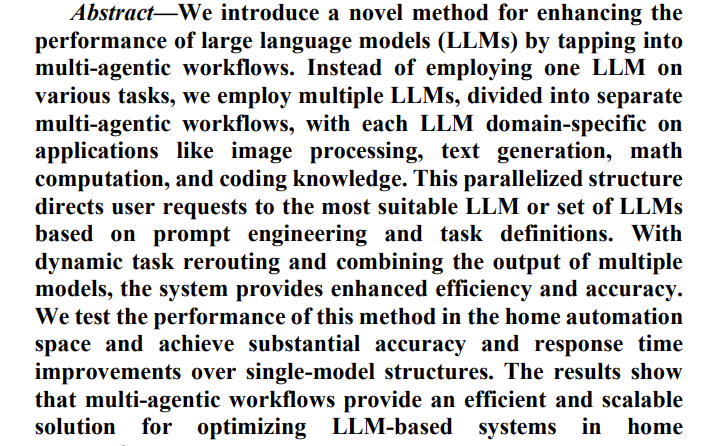 Abstract—We introduce a novel method for enhancing the
performance of large language models (LLMs) by tapping into
multi-agentic workflows. Instead of employing one LLM on
various tasks, we employ multiple LLMs, divided into separate
multi-agentic workflows, with each LLM domain-specific on
applications like image processing, text generation, math
computation, and coding knowledge. This parallelized structure
directs user requests to the most suitable LLM or set of LLMs
based on prompt engineering and task definitions. With
dynamic task rerouting and combining the output of multiple
models, the system provides enhanced efficiency and accuracy.
We test the performance of this method in the home automation
space and achieve substantial accuracy and response time
improvements over single-model structures. The results show
that multi-agentic workflows provide an efficient and scalable
solution for optimizing LLM-based systems in home